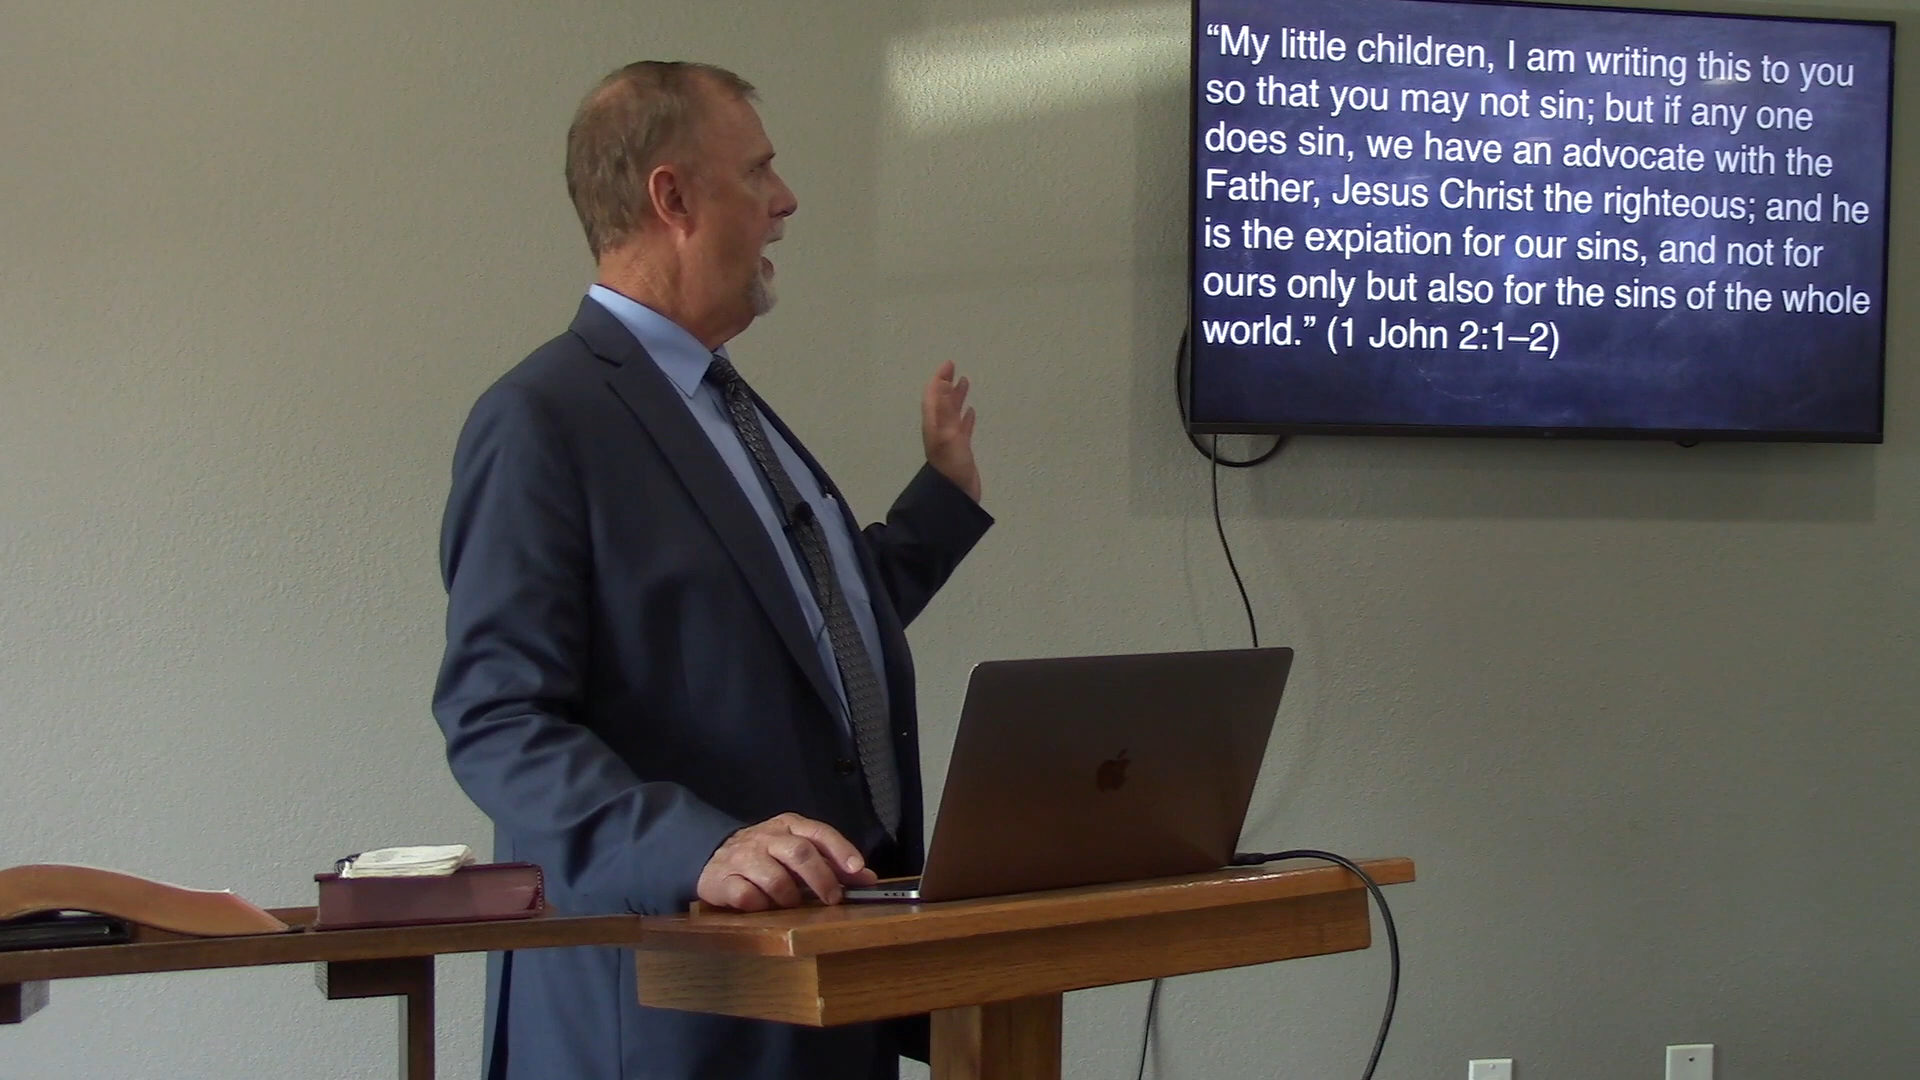 “My little children, I am writing this to you
so that you may not sin; but if any one
does sin, we have an advocate with the
Father, Jesus Christ the righteous; and he
is the expiation for our sins, and not for
ours only but also for the sins of the whole
world.” (1 John 2:1–2)